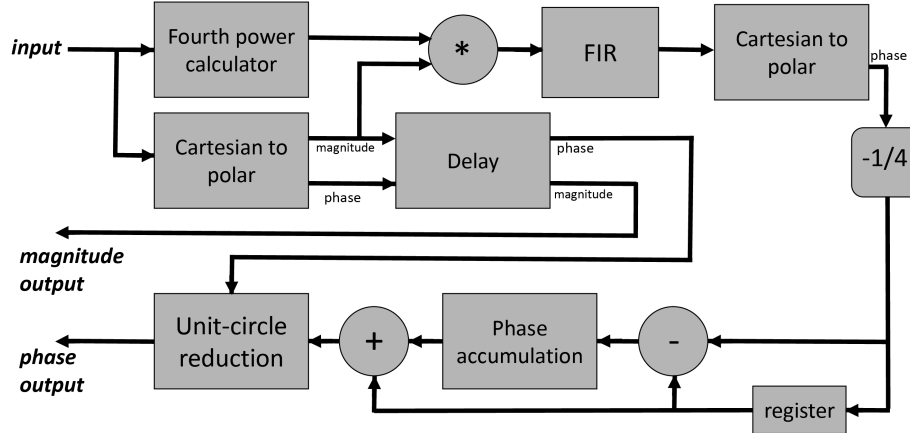 input
Fourth power
calculator
*
FIR
Cartesian to
polar
phase
-1/4
Cartesian to
polar
magnitude
phase
Delay
phase
magnitude
magnitude
output
Unit-circle
reduction
+
Phase
accumulation
-
phase
output
register